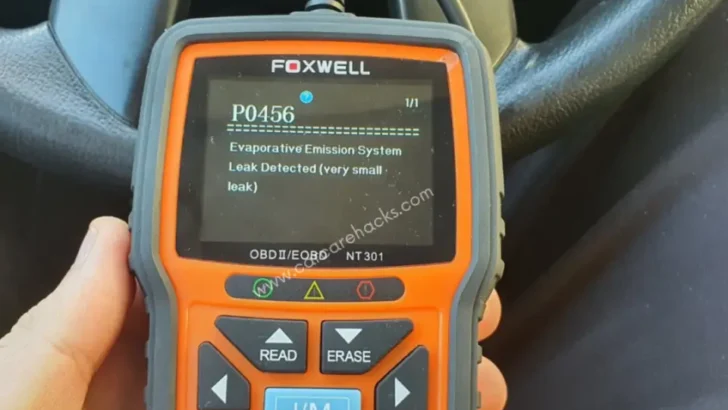 FOXWELL
?
1/1
P0456
Evaporative Emission System
Leak Detected (very small
leak)
www.carcarehacks.com
OBDII/EOBD NT301
READ
ERASE
I/M